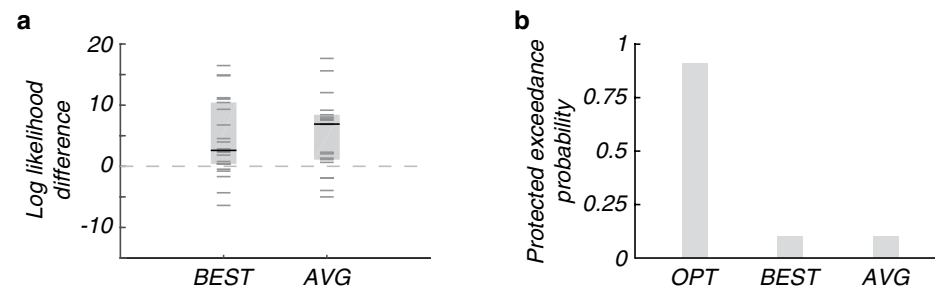 a
20
10
0
-10
Log likelihood
difference
BEST
AVG
b
1
0.75
0.5
0.25
0
Protected exceedance
probability
OPT
BEST
AVG